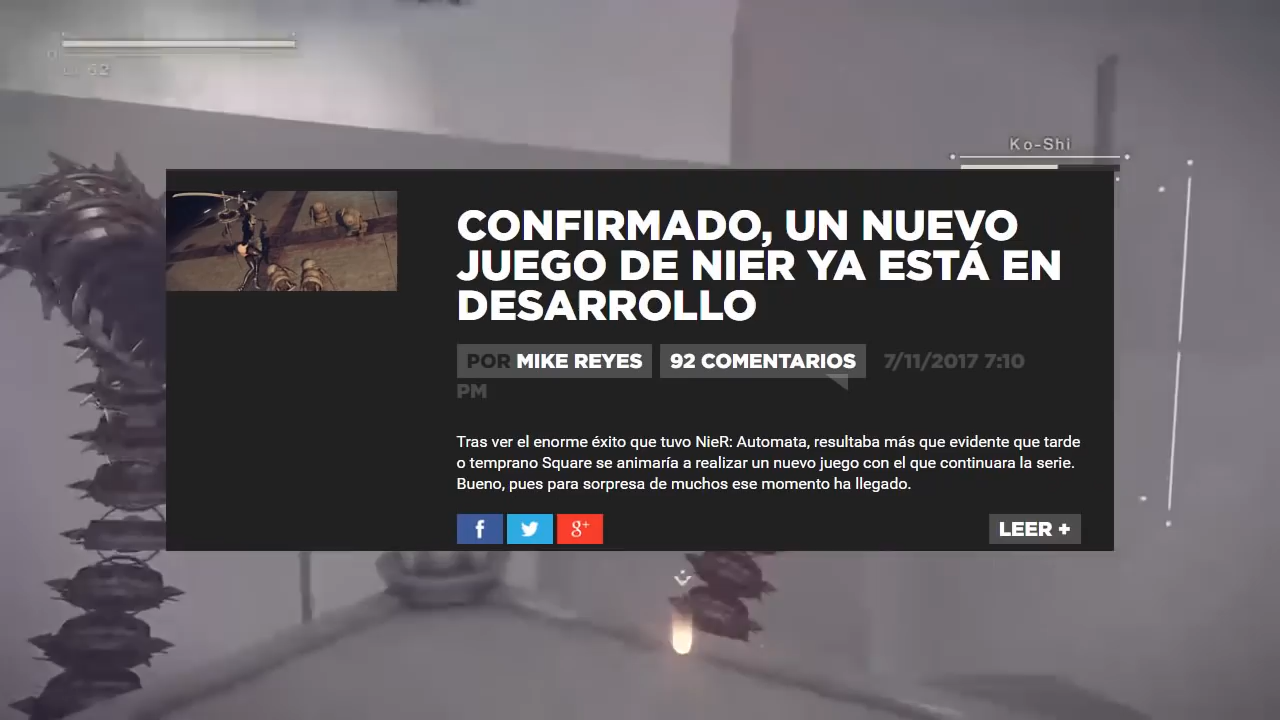 Lv 62
Ko-Shi
CONFIRMADO, UN NUEVO
JUEGO DE NIER YA ESTÁ EN
DESARROLLO
POR MIKE REYES 92 COMENTARIOS 7/11/2017 7:10
PM
Tras ver el enorme éxito que tuvo NieR: Automata, resultaba más que evidente que tarde
o temprano Square se animaría a realizar un nuevo juego con el que continuara la serie.
Bueno, pues para sorpresa de muchos ese momento ha llegado.
f g+ LEER +